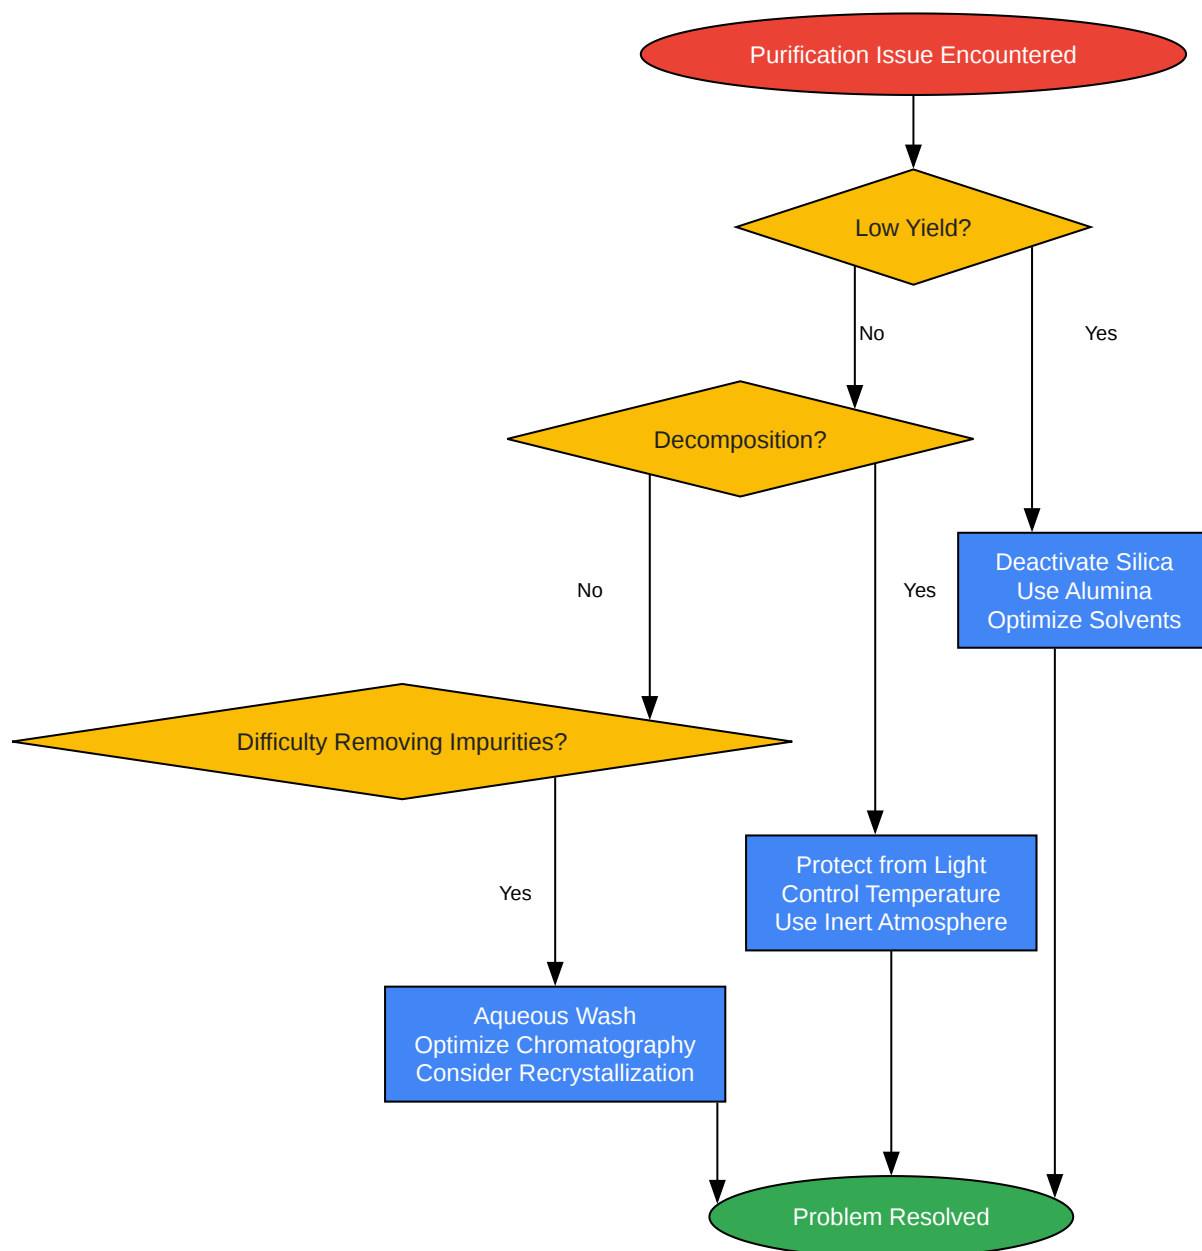 Purification Issue Encountered
Low Yield?
No
Yes
Decomposition?
No
Yes
Deactivate Silica
Use Alumina
Optimize Solvents
Difficulty Removing Impurities?
Yes
Protect from Light
Control Temperature
Use Inert Atmosphere
Aqueous Wash
Optimize Chromatography
Consider Recrystallization
Problem Resolved